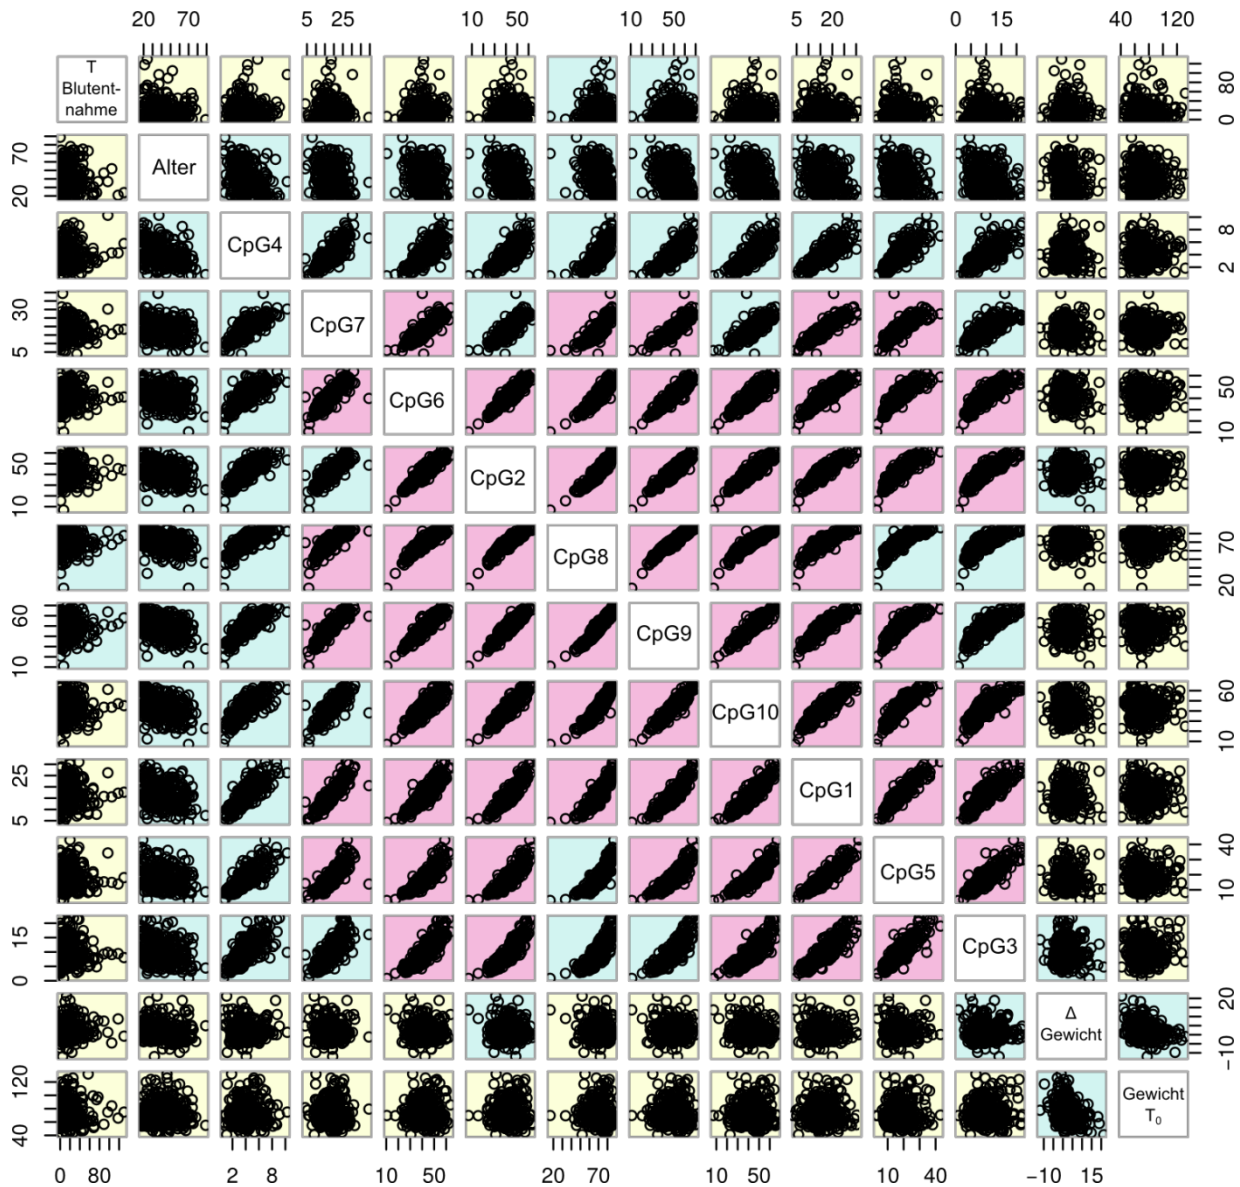 20 70 5 25 10 50 10 50 5 20 0 15 40 120
T
Blutent-
nahme
0 80
Alter
20 70
CpG4
2 8
CpG7
5 30
CpG6
10 50
CpG2
10 50
CpG8
20 70
CpG9
10 60
CpG10
10 60
CpG1
5 25
CpG5
10 40
CpG3
0 15
Δ
Gewicht
−10 20
Gewicht
T₀
40 120
0 80 2 8 10 50 20 70 10 50 10 40 −10 15